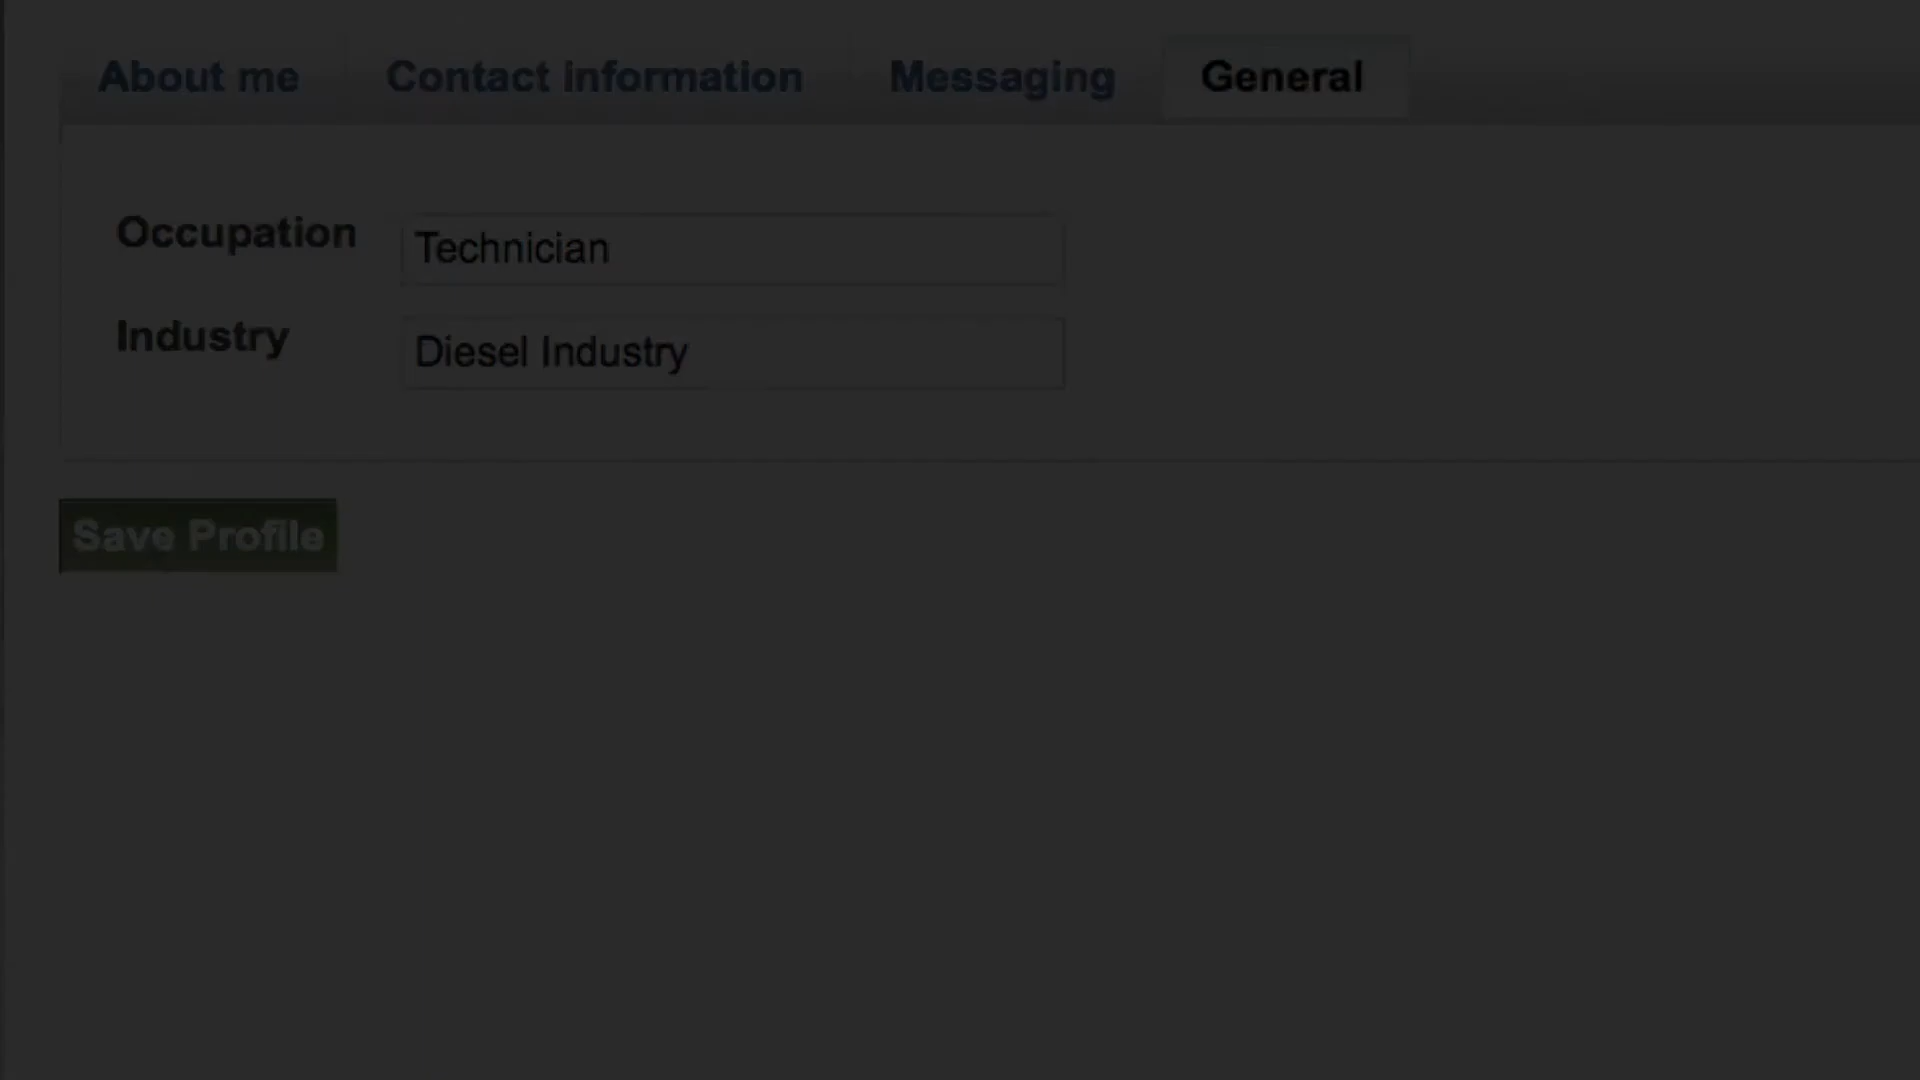 About me Contact information Messaging General
Occupation Technician
Industry Diesel Industry
Save Profile